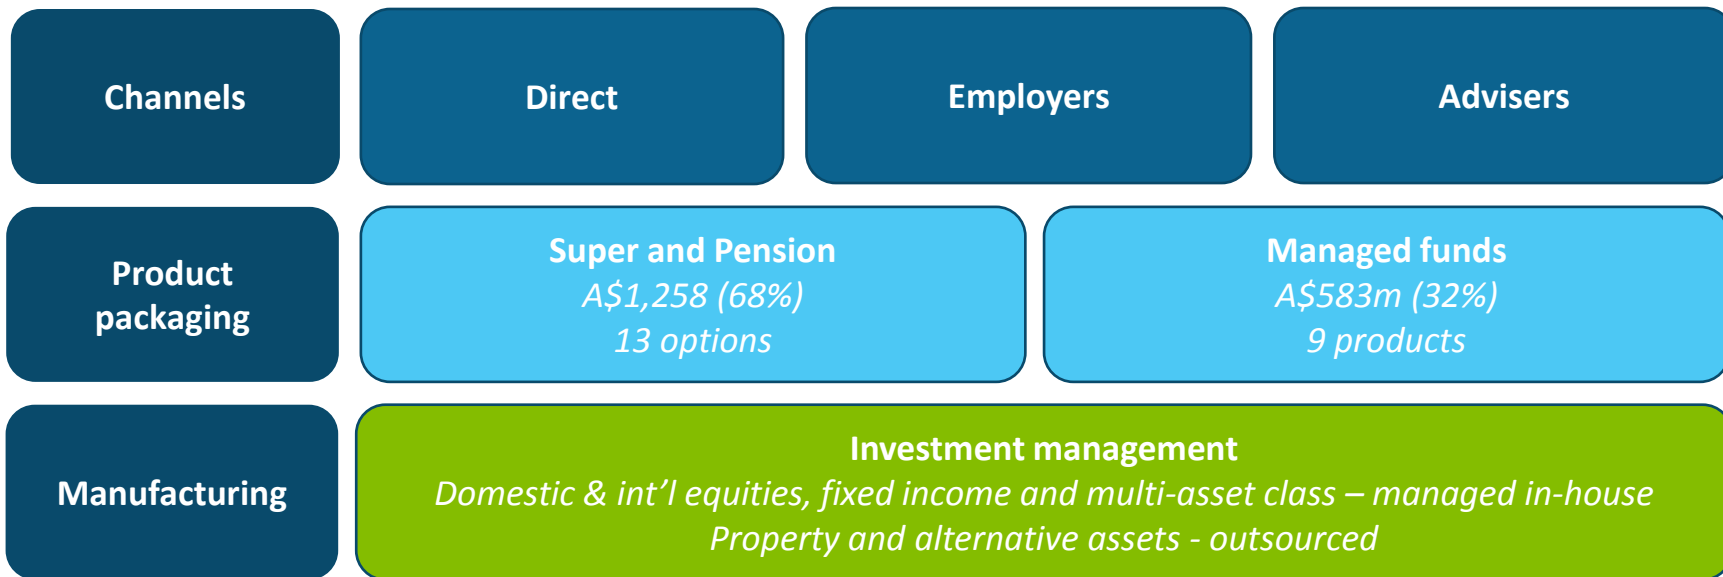 Channels
Direct
Employers
Advisers
Product
packaging
Super and Pension
A$1,258 (68%)
13 options
Managed funds
A$583m (32%)
9 products
Manufacturing
Investment management
Domestic & int’l equities, fixed income and multi-asset class – managed in-house
Property and alternative assets - outsourced